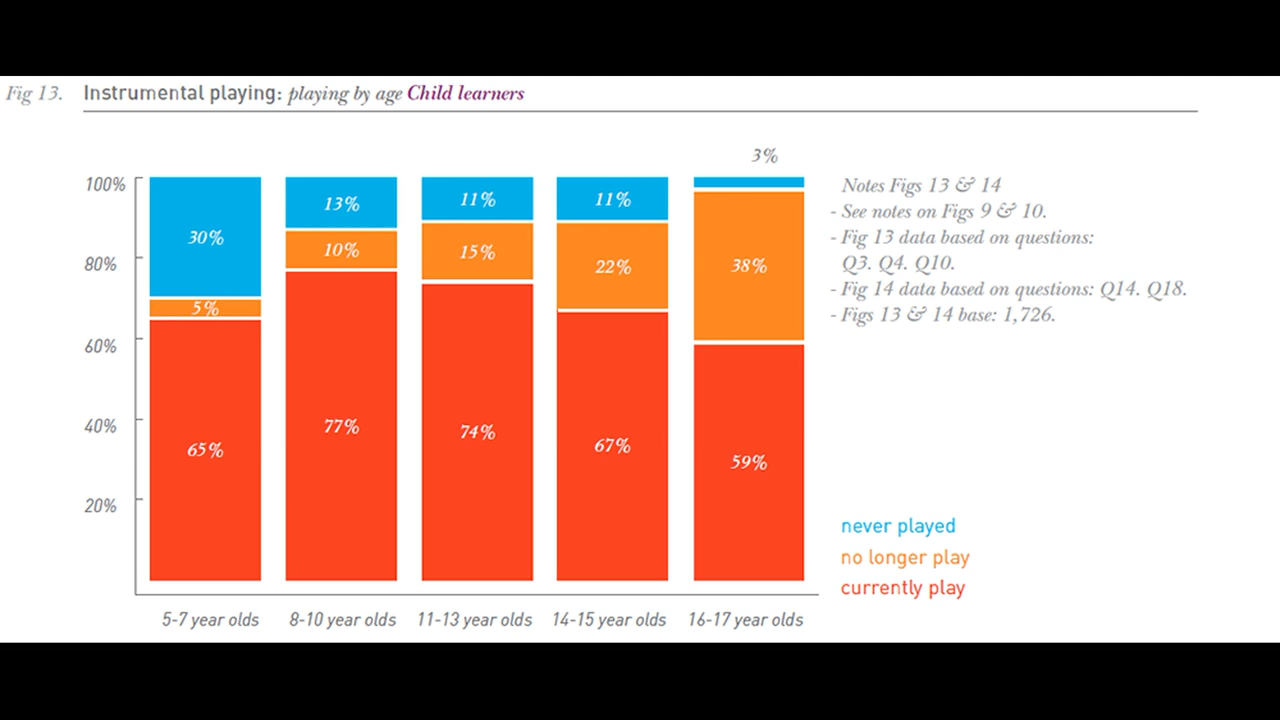 Fig 13. Instrumental playing: playing by age Child learners
3%
100%
80%
60%
40%
20%
30%
5%
65%
13%
10%
77%
11%
15%
74%
11%
22%
67%
38%
59%
5-7 year olds
8-10 year olds
11-13 year olds
14-15 year olds
16-17 year olds
Notes Figs 13 & 14
- See notes on Figs 9 & 10.
- Fig 13 data based on questions:
Q3. Q4. Q10.
- Fig 14 data based on questions: Q14. Q18.
- Figs 13 & 14 base: 1,726.
never played
no longer play
currently play